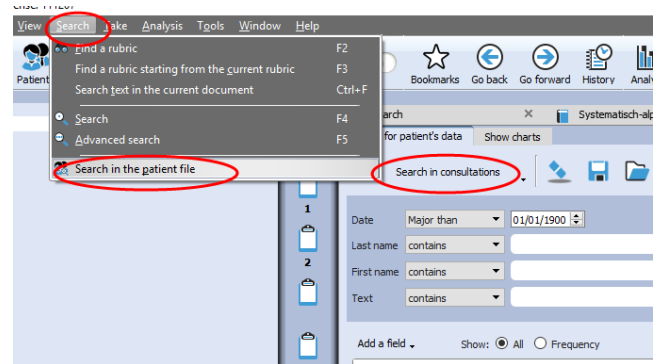 View Search Take Analysis Tools Window Help
Find a rubric F2
Find a rubric starting from the current rubric F3
Search text in the current document Ctrl+F
Search F4
Advanced search F5
Search in the patient file
Patient
Bookmarks Go back Go forward History
Systematisch-alp
for patient's data Show charts
Search in consultations
1
2
Date Major than 01/01/1900
Last name contains
First name contains
Text contains
Add a field Show: All Frequency